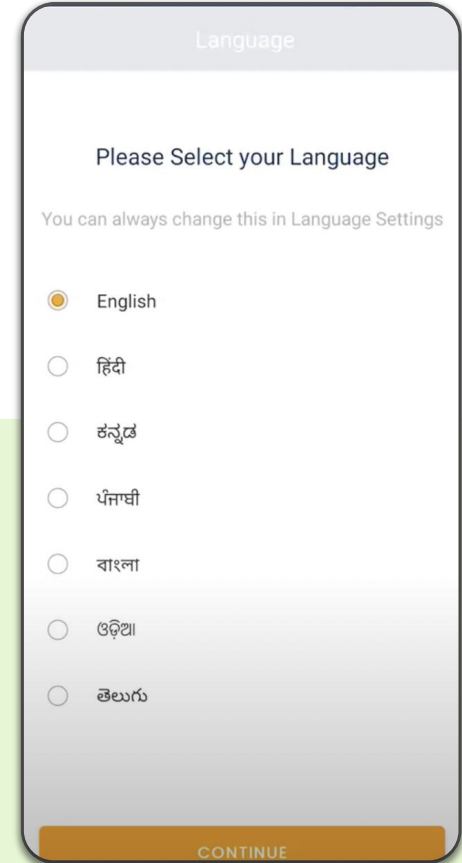 Language
Please Select your Language
You can always change this in Language Settings
English
हिंदी
ಕನ್ನಡ
ਪੰਜਾਬੀ
বাংলা
ଓଡ଼ିଆ
తెలుగు
CONTINUE